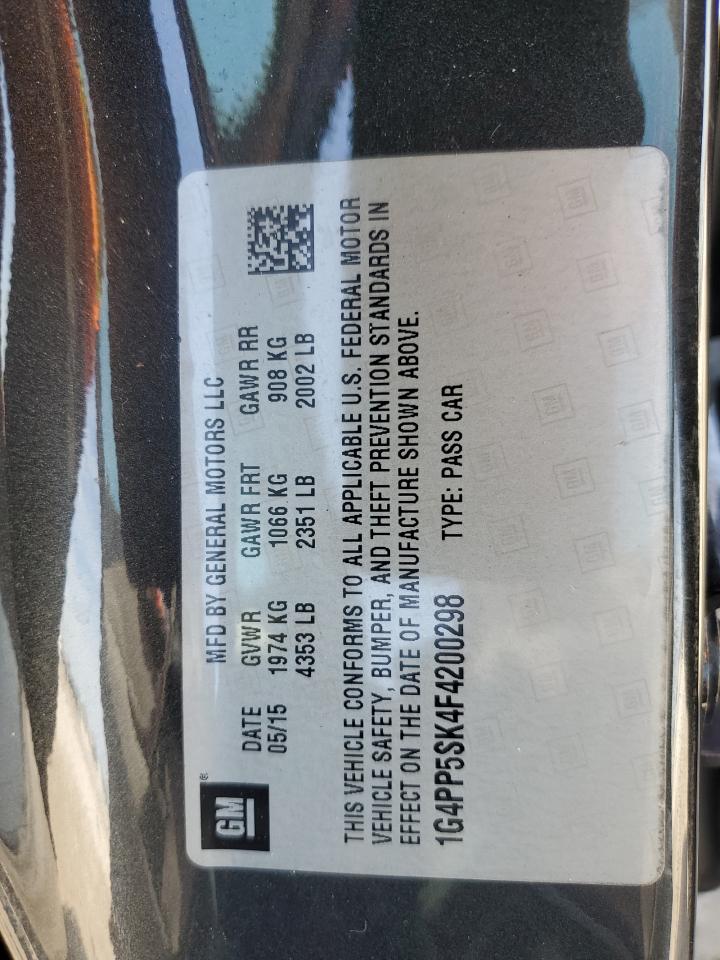 GM ®
MFD BY GENERAL MOTORS LLC
DATE GVWR GAWR FRT GAWR RR
05/15 1974 KG 1066 KG 908 KG
4353 LB 2351 LB 2002 LB
THIS VEHICLE CONFORMS TO ALL APPLICABLE U.S. FEDERAL MOTOR
VEHICLE SAFETY, BUMPER, AND THEFT PREVENTION STANDARDS IN
EFFECT ON THE DATE OF MANUFACTURE SHOWN ABOVE.
1G4PP5SK4F4200298 TYPE: PASS CAR